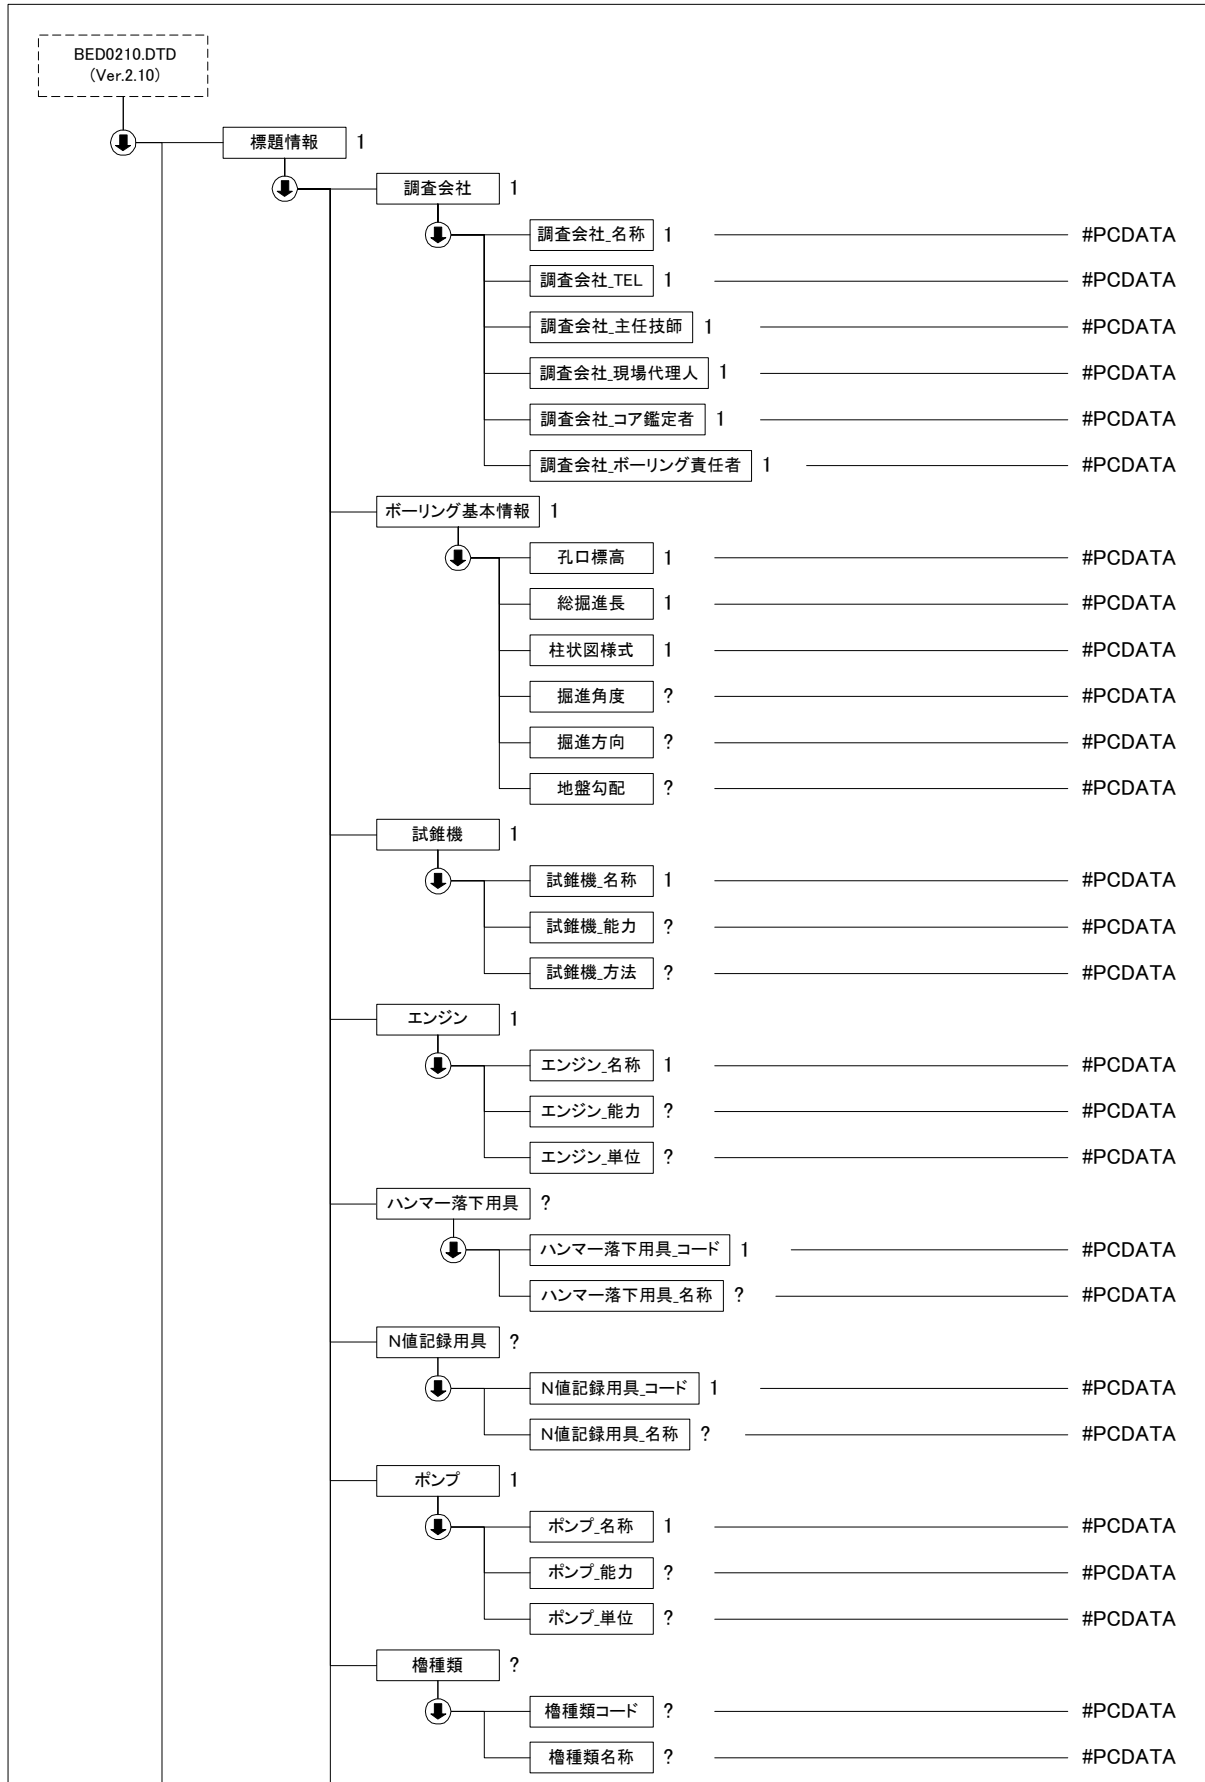 BED0210.DTD
(Ver.2.10)
標題情報 1
調査会社 1
調査会社_名称 1 #PCDATA
調査会社_TEL 1 #PCDATA
調査会社_主任技師 1 #PCDATA
調査会社_現場代理人 1 #PCDATA
調査会社_コア鑑定者 1 #PCDATA
調査会社_ボーリング責任者 1 #PCDATA
ボーリング基本情報 1
孔口標高 1 #PCDATA
総掘進長 1 #PCDATA
柱状図様式 1 #PCDATA
掘進角度 ? #PCDATA
掘進方向 ? #PCDATA
地盤勾配 ? #PCDATA
試錐機 1
試錐機_名称 1 #PCDATA
試錐機_能力 ? #PCDATA
試錐機_方法 ? #PCDATA
エンジン 1
エンジン_名称 1 #PCDATA
エンジン_能力 ? #PCDATA
エンジン_単位 ? #PCDATA
ハンマー落下用具 ?
ハンマー落下用具_コード 1 #PCDATA
ハンマー落下用具_名称 ? #PCDATA
N値記録用具 ?
N値記録用具_コード 1 #PCDATA
N値記録用具_名称 ? #PCDATA
ポンプ 1
ポンプ_名称 1 #PCDATA
ポンプ_能力 ? #PCDATA
ポンプ_単位 ? #PCDATA
櫓種類 ?
櫓種類コード ? #PCDATA
櫓種類名称 ? #PCDATA